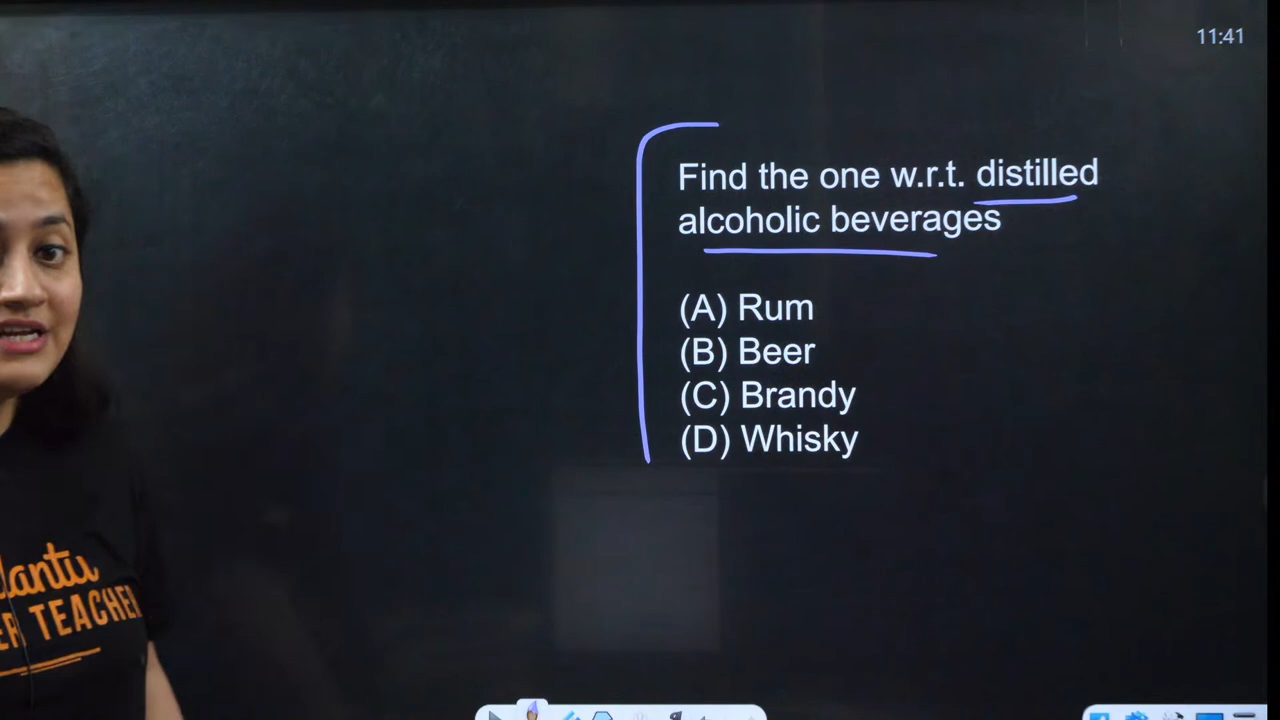 11:41
Find the one w.r.t. distilled
alcoholic beverages
(A) Rum
(B) Beer
(C) Brandy
(D) Whisky
TEACHER